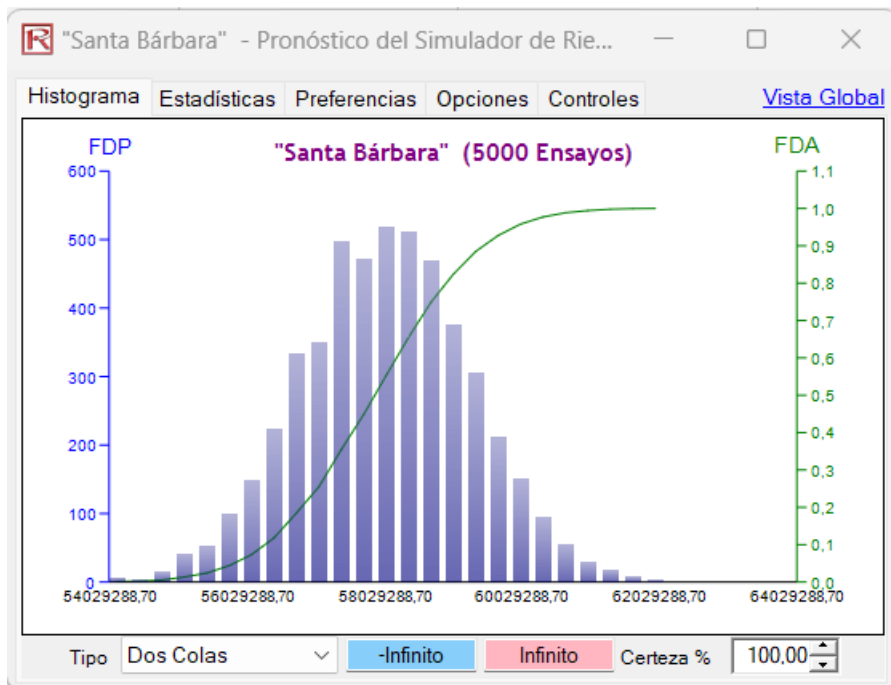 "Santa Bárbara"  - Pronóstico del Simulador de Rie...
Histograma Estadísticas Preferencias Opciones Controles Vista Global
FDP "Santa Bárbara" (5000 Ensayos) FDA
600 1,1
1,0
500 0,9
0,8
400 0,7
300 0,6
0,5
200 0,4
0,3
100 0,2
0,1
0 0,0
54029288,70 56029288,70 58029288,70 60029288,70 62029288,70 64029288,70
Tipo Dos Colas -Infinito Infinito Certeza % 100,00